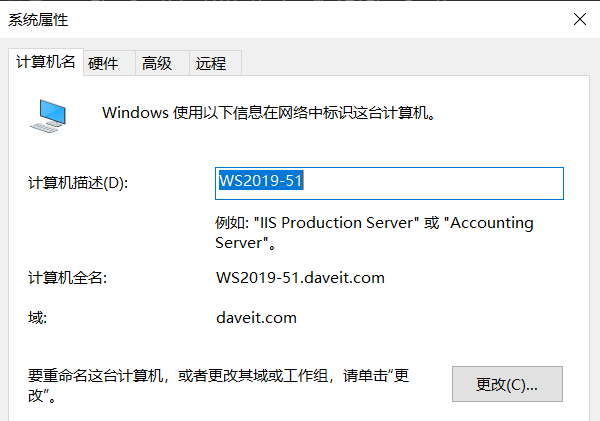 系统属性
计算机名 硬件 高级 远程
Windows 使用以下信息在网络中标识这台计算机。
计算机描述(D): WS2019-51
例如: "IIS Production Server" 或 "Accounting
Server"。
计算机全名: WS2019-51.daveit.com
域: daveit.com
要重命名这台计算机，或者更改其域或工作组，请单击“更
改”。
更改(C)...